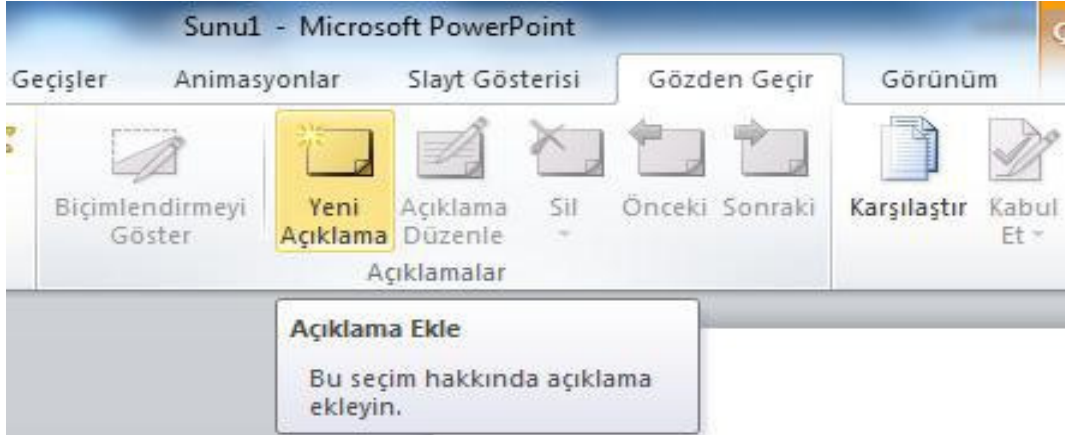 Sunu1 - Microsoft PowerPoint
Geçişler Animasyonlar Slayt Gösterisi Gözden Geçir Görünüm
Biçimlendirmeyi Yeni Açıklama Sil Önceki Sonraki Karşılaştır Kabul
Göster Açıklama Düzenle Et
Açıklamalar
Açıklama Ekle
Bu seçim hakkında açıklama
ekleyin.